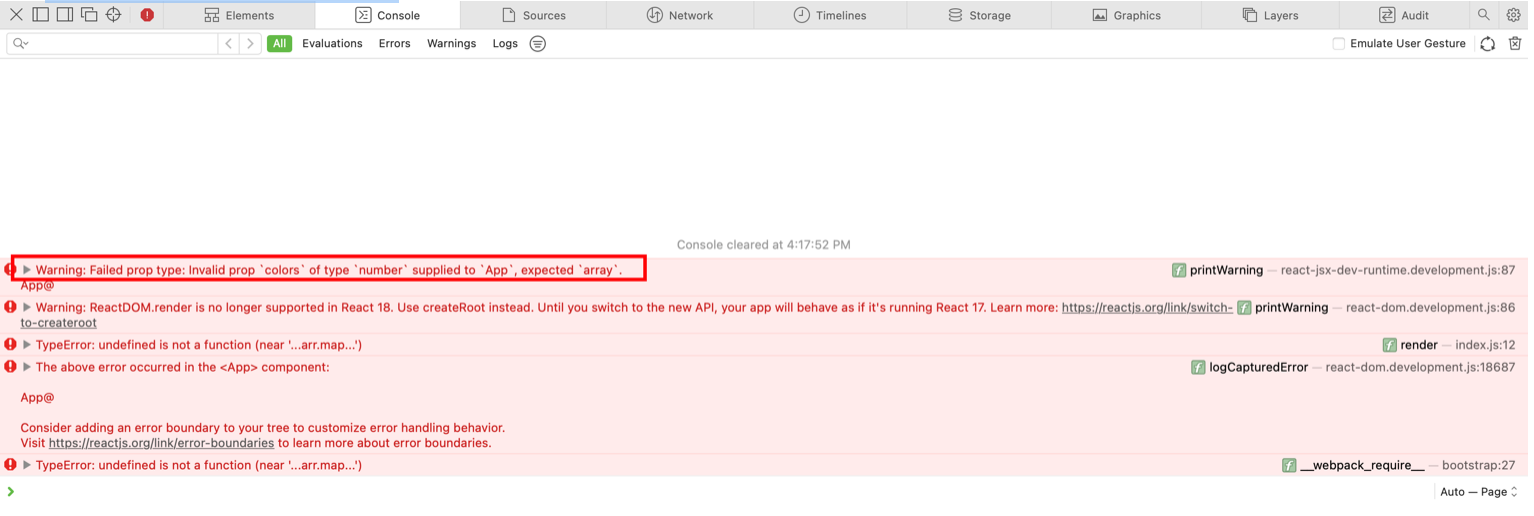 Elements Console Sources Network Timelines Storage Graphics Layers Audit
All Evaluations Errors Warnings Logs Emulate User Gesture
Console cleared at 4:17:52 PM
Warning: Failed prop type: Invalid prop `colors` of type `number` supplied to `App`, expected `array`. f printWarning — react-jsx-dev-runtime.development.js:87
App@
Warning: ReactDOM.render is no longer supported in React 18. Use createRoot instead. Until you switch to the new API, your app will behave as if it's running React 17. Learn more: https://reactjs.org/link/switch- f printWarning — react-dom.development.js:86
to-createroot
TypeError: undefined is not a function (near '...arr.map...') f render — index.js:12
The above error occurred in the <App> component: f logCapturedError — react-dom.development.js:18687
App@
Consider adding an error boundary to your tree to customize error handling behavior.
Visit https://reactjs.org/link/error-boundaries to learn more about error boundaries.
TypeError: undefined is not a function (near '...arr.map...') f __webpack_require__ — bootstrap:27
Auto — Page